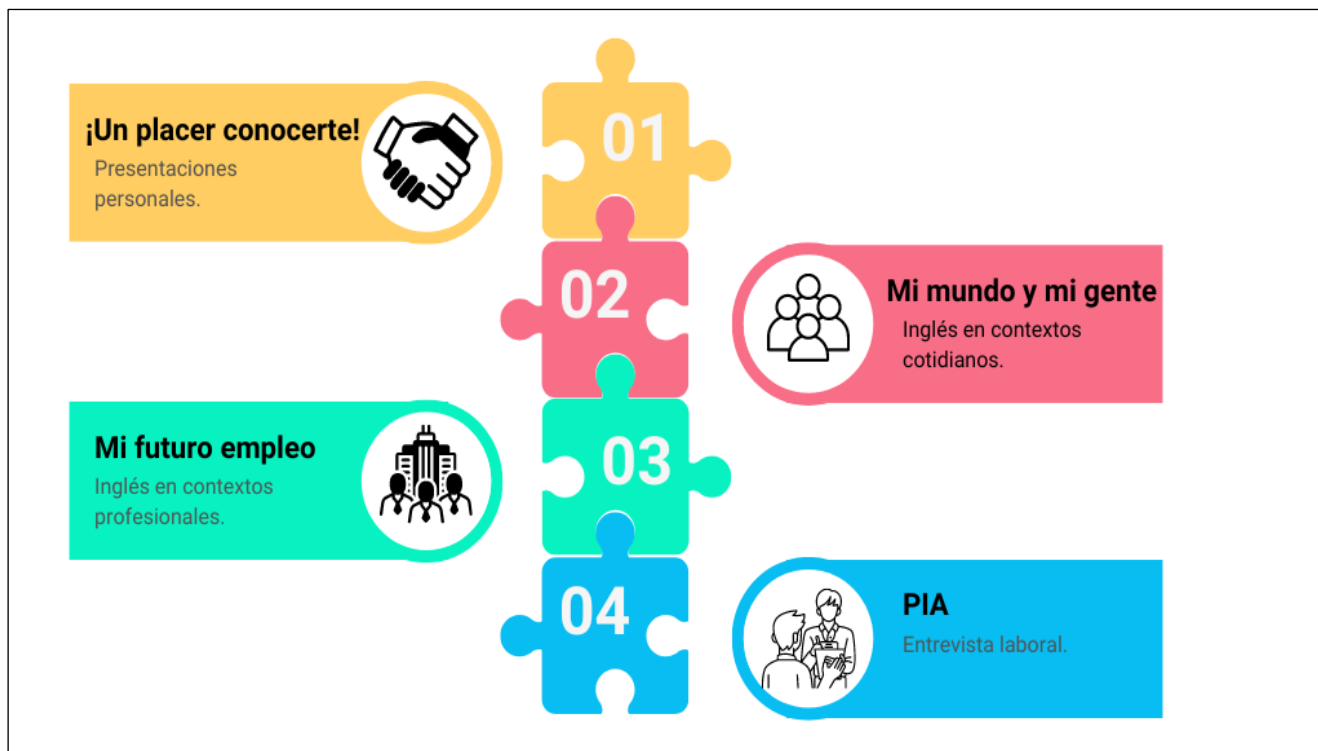 ¡Un placer conocerte!
Presentaciones
personales.
01
02
Mi mundo y mi gente
Inglés en contextos
cotidianos.
Mi futuro empleo
Inglés en contextos
profesionales.
03
04
PIA
Entrevista laboral.